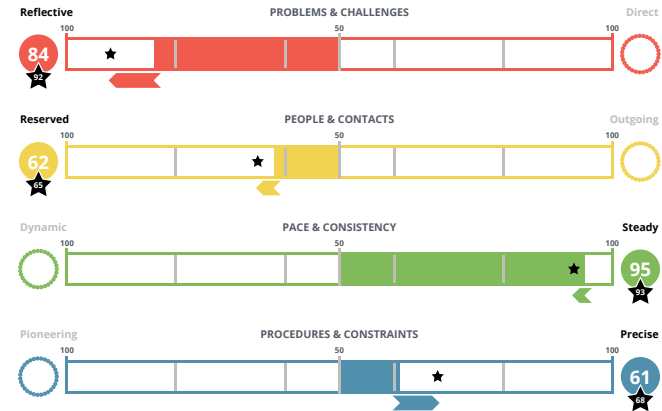 Reflective PROBLEMS & CHALLENGES Direct
100 50 100
84
92
Reserved PEOPLE & CONTACTS Outgoing
100 50 100
62
65
Dynamic PACE & CONSISTENCY Steady
100 50 100
95
93
Pioneering PROCEDURES & CONSTRAINTS Precise
100 50 100
61
68